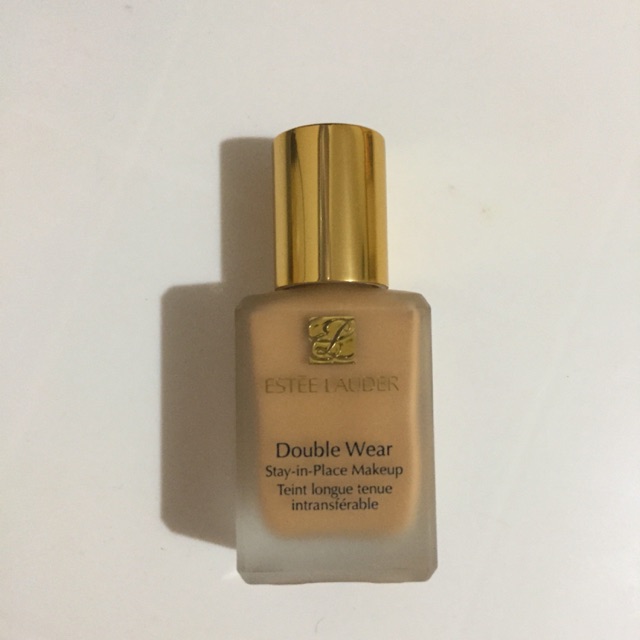 ESTĒE LAUDER
Double Wear
Stay-in-Place Makeup
Teint longue tenue
intransférable